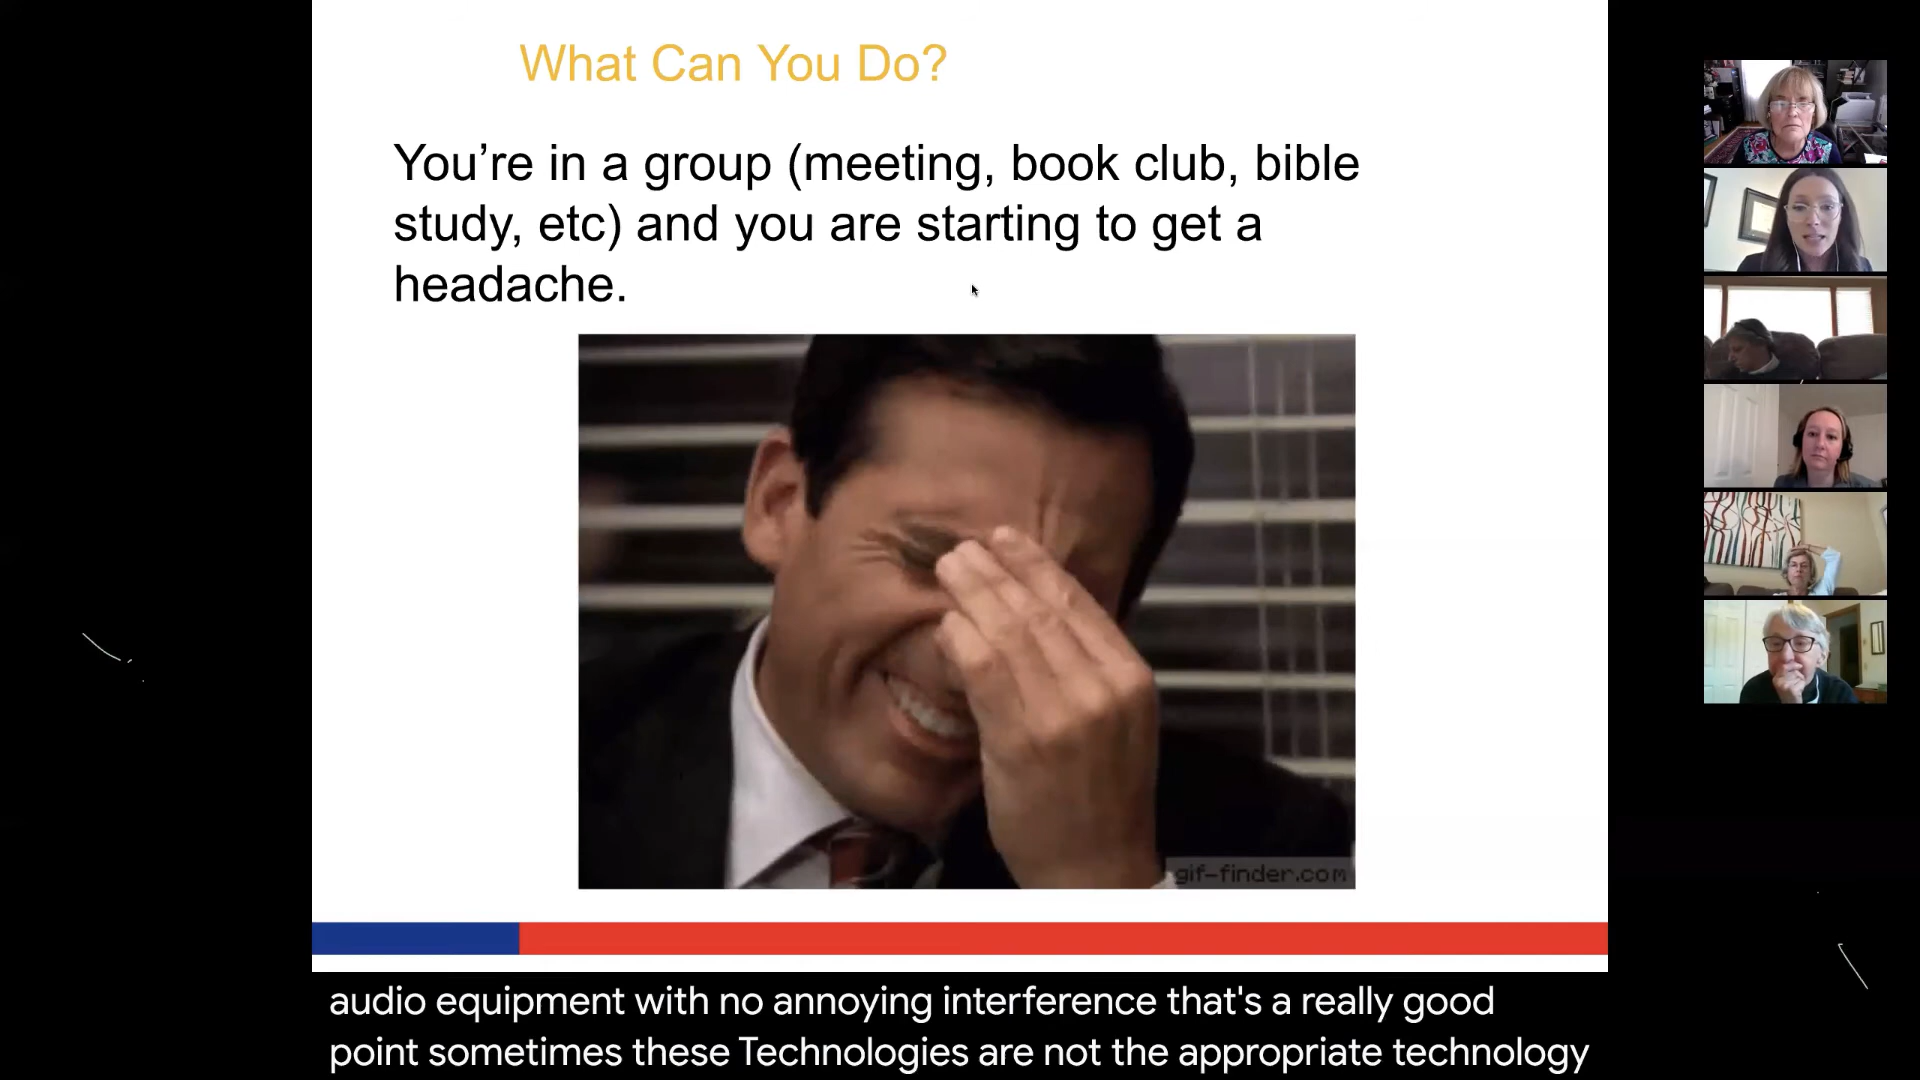 What Can You Do?
You’re in a group (meeting, book club, bible
study, etc) and you are starting to get a
headache.
gif-finder.com
audio equipment with no annoying interference that's a really good
point sometimes these Technologies are not the appropriate technology